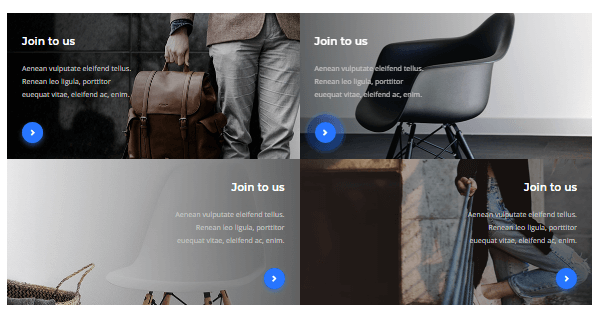 Join to us
Aenean vulputate eleifend tellus.
Renean leo ligula, porttitor
euequat vitae, eleifend ac, enim.
Join to us
Aenean vulputate eleifend tellus.
Renean leo ligula, porttitor
euequat vitae, eleifend ac, enim.
Join to us
Aenean vulputate eleifend tellus.
Renean leo ligula, porttitor
euequat vitae, eleifend ac, enim.
Join to us
Aenean vulputate eleifend tellus.
Renean leo ligula, porttitor
euequat vitae, eleifend ac, enim.